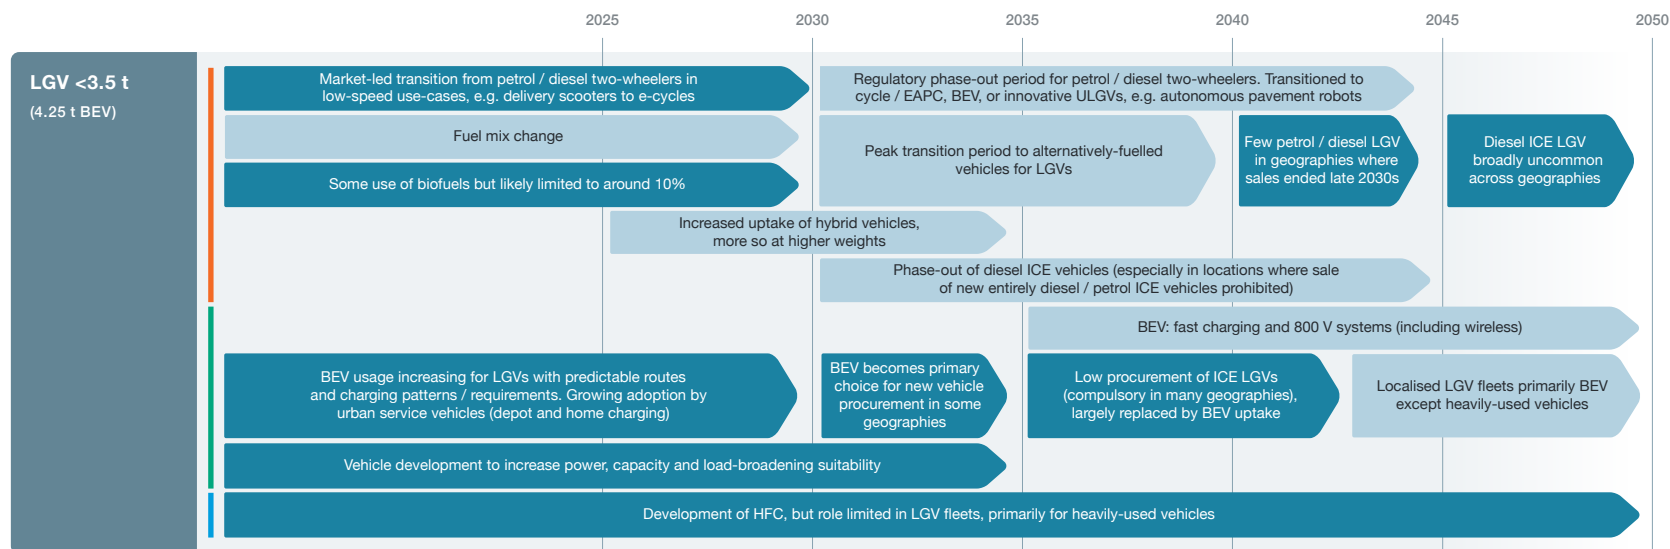 2025
2030
2035
2040
2045
2050
LGV <3.5 t
(4.25 t BEV)
Market-led transition from petrol / diesel two-wheelers in
low-speed use-cases, e.g. delivery scooters to e-cycles
Regulatory phase-out period for petrol / diesel two-wheelers. Transitioned to
cycle / EAPC, BEV, or innovative ULGVs, e.g. autonomous pavement robots
Fuel mix change
Some use of biofuels but likely limited to around 10%
Peak transition period to alternatively-fuelled
vehicles for LGVs
Few petrol / diesel LGV
in geographies where
sales ended late 2030s
Diesel ICE LGV
broadly uncommon
across geographies
Increased uptake of hybrid vehicles,
more so at higher weights
Phase-out of diesel ICE vehicles (especially in locations where sale
of new entirely diesel / petrol ICE vehicles prohibited)
BEV: fast charging and 800 V systems (including wireless)
BEV usage increasing for LGVs with predictable routes
and charging patterns / requirements. Growing adoption by
urban service vehicles (depot and home charging)
BEV becomes primary
choice for new vehicle
procurement in some
geographies
Low procurement of ICE LGVs
(compulsory in many geographies),
largely replaced by BEV uptake
Localised LGV fleets primarily BEV
except heavily-used vehicles
Vehicle development to increase power, capacity and load-broadening suitability
Development of HFC, but role limited in LGV fleets, primarily for heavily-used vehicles